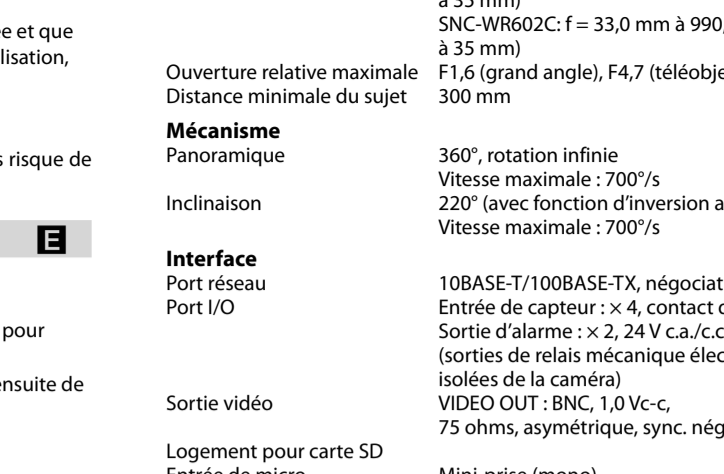 e et que
lisation,
s risque de
E
pour
ensuite de
à 35 mm)
SNC-WR602C: f = 33,0 mm à 990,
à 35 mm)
Ouverture relative maximale F1,6 (grand angle), F4,7 (téléobje
Distance minimale du sujet 300 mm
Mécanisme
Panoramique 360°, rotation infinie
Vitesse maximale : 700°/s
Inclinaison 220° (avec fonction d’inversion a
Vitesse maximale : 700°/s
Interface
Port réseau 10BASE-T/100BASE-TX, négociat
Port I/O Entrée de capteur : × 4, contact
Sortie d’alarme : × 2, 24 V c.a./c.c
(sorties de relais mécanique élec
isolées de la caméra)
Sortie vidéo VIDEO OUT : BNC, 1,0 Vc-c,
75 ohms, asymétrique, sync. nég
Logement pour carte SD
Entrée de micro Mini-prise (mono)